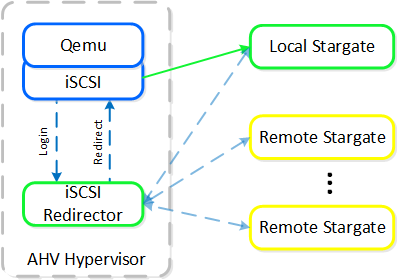 Qemu
iSCSI
Login
Redirect
iSCSI
Redirector
AHV Hypervisor
Local Stargate
Remote Stargate
Remote Stargate